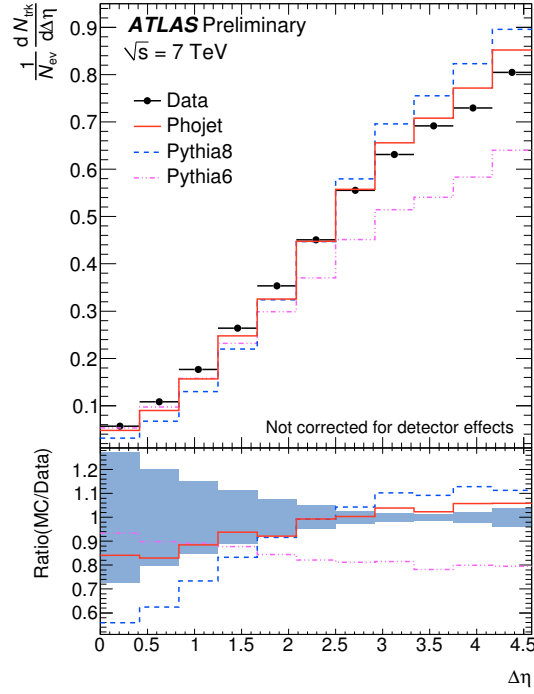 1/N_ev d N_trk/dΔη
ATLAS Preliminary
√s = 7 TeV
Data
Phojet
Pythia8
Pythia6
0.9
0.8
0.7
0.6
0.5
0.4
0.3
0.2
0.1
Not corrected for detector effects
Ratio(MC/Data)
1.2
1.1
1
0.9
0.8
0.7
0.6
0 0.5 1 1.5 2 2.5 3 3.5 4 4.5
Δη